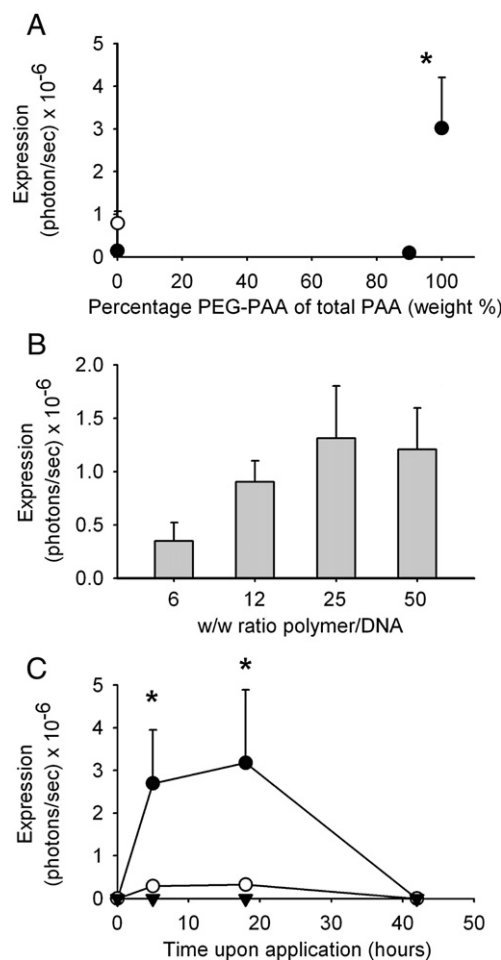 A
Expression
(photon/sec) x 10-6
5
4
3
2
1
0
*
0 20 40 60 80 100
Percentage PEG-PAA of total PAA (weight %)
B
Expression
(photons/sec) x 10-6
2.0
1.5
1.0
0.5
0.0
6 12 25 50
w/w ratio polymer/DNA
C
Expression
(photons/sec) x 10-6
5
4
3
2
1
0
* *
0 10 20 30 40 50
Time upon application (hours)